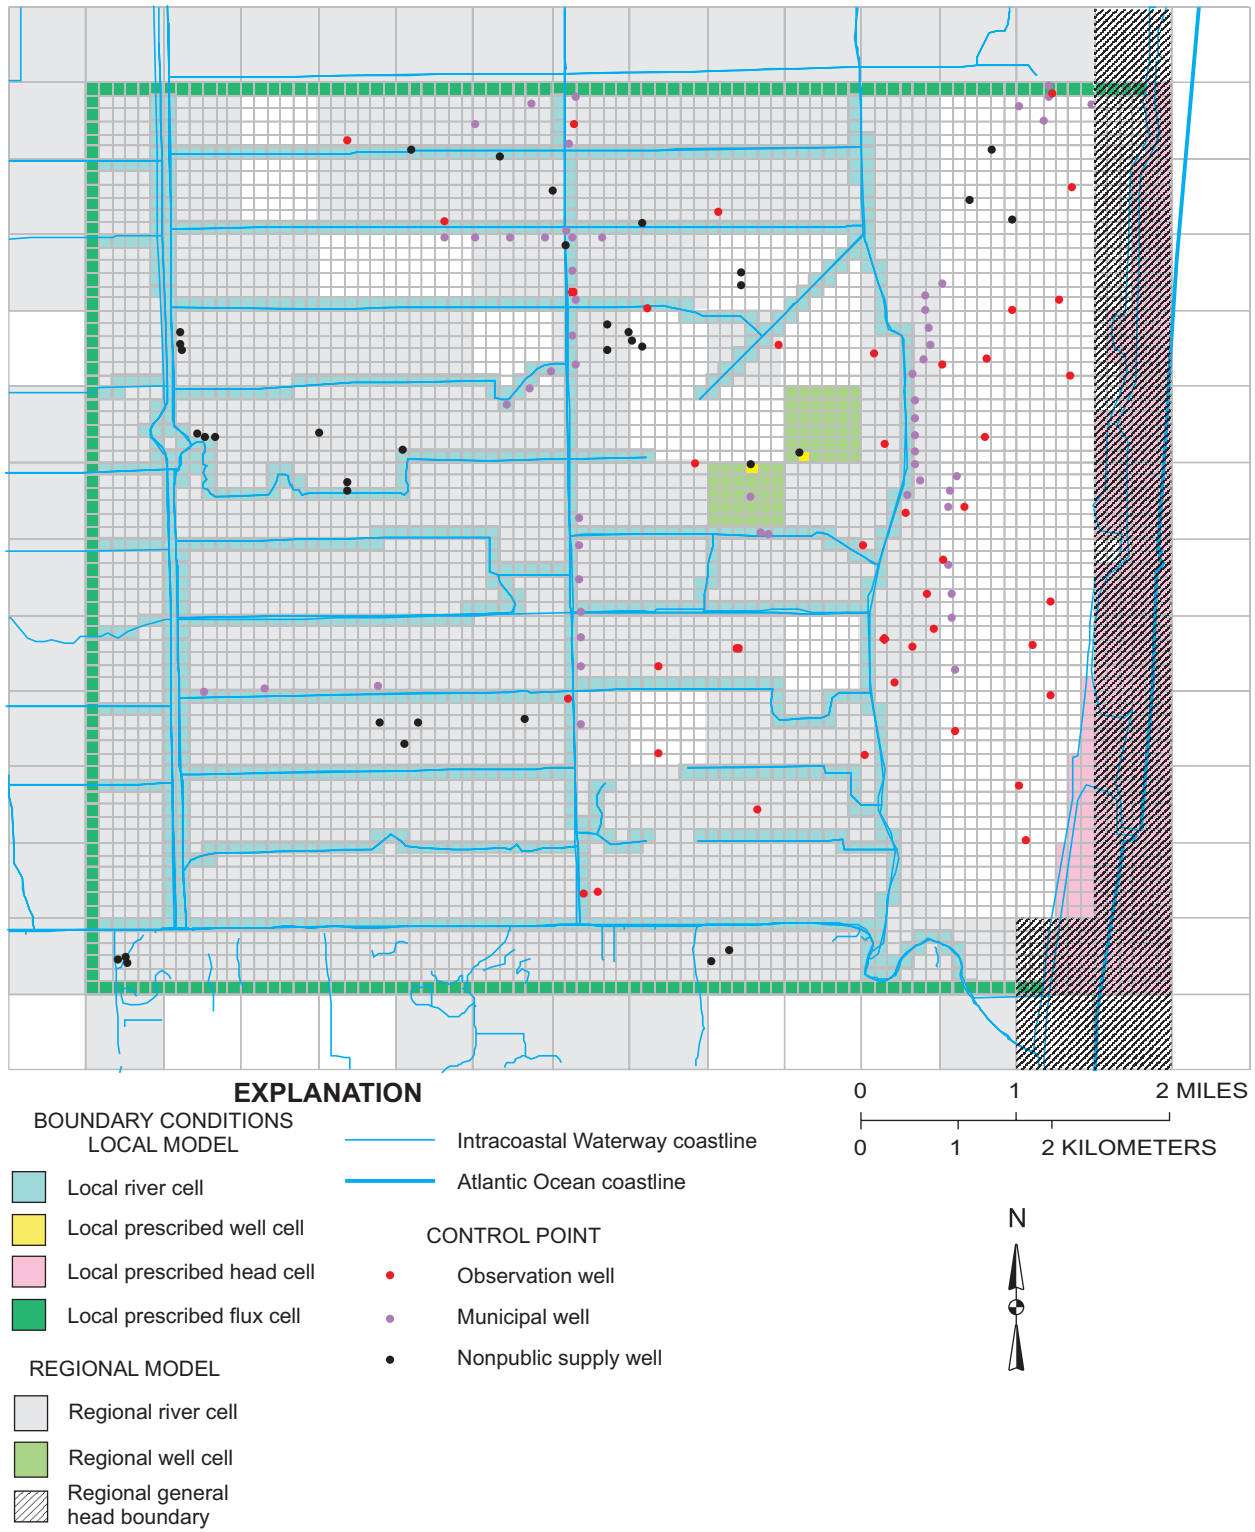 EXPLANATION
BOUNDARY CONDITIONS
LOCAL MODEL
Local river cell
Local prescribed well cell
Local prescribed head cell
Local prescribed flux cell
REGIONAL MODEL
Regional river cell
Regional well cell
Regional general
head boundary
Intracoastal Waterway coastline
Atlantic Ocean coastline
CONTROL POINT
Observation well
Municipal well
Nonpublic supply well
0 1 2 MILES
0 1 2 KILOMETERS
N